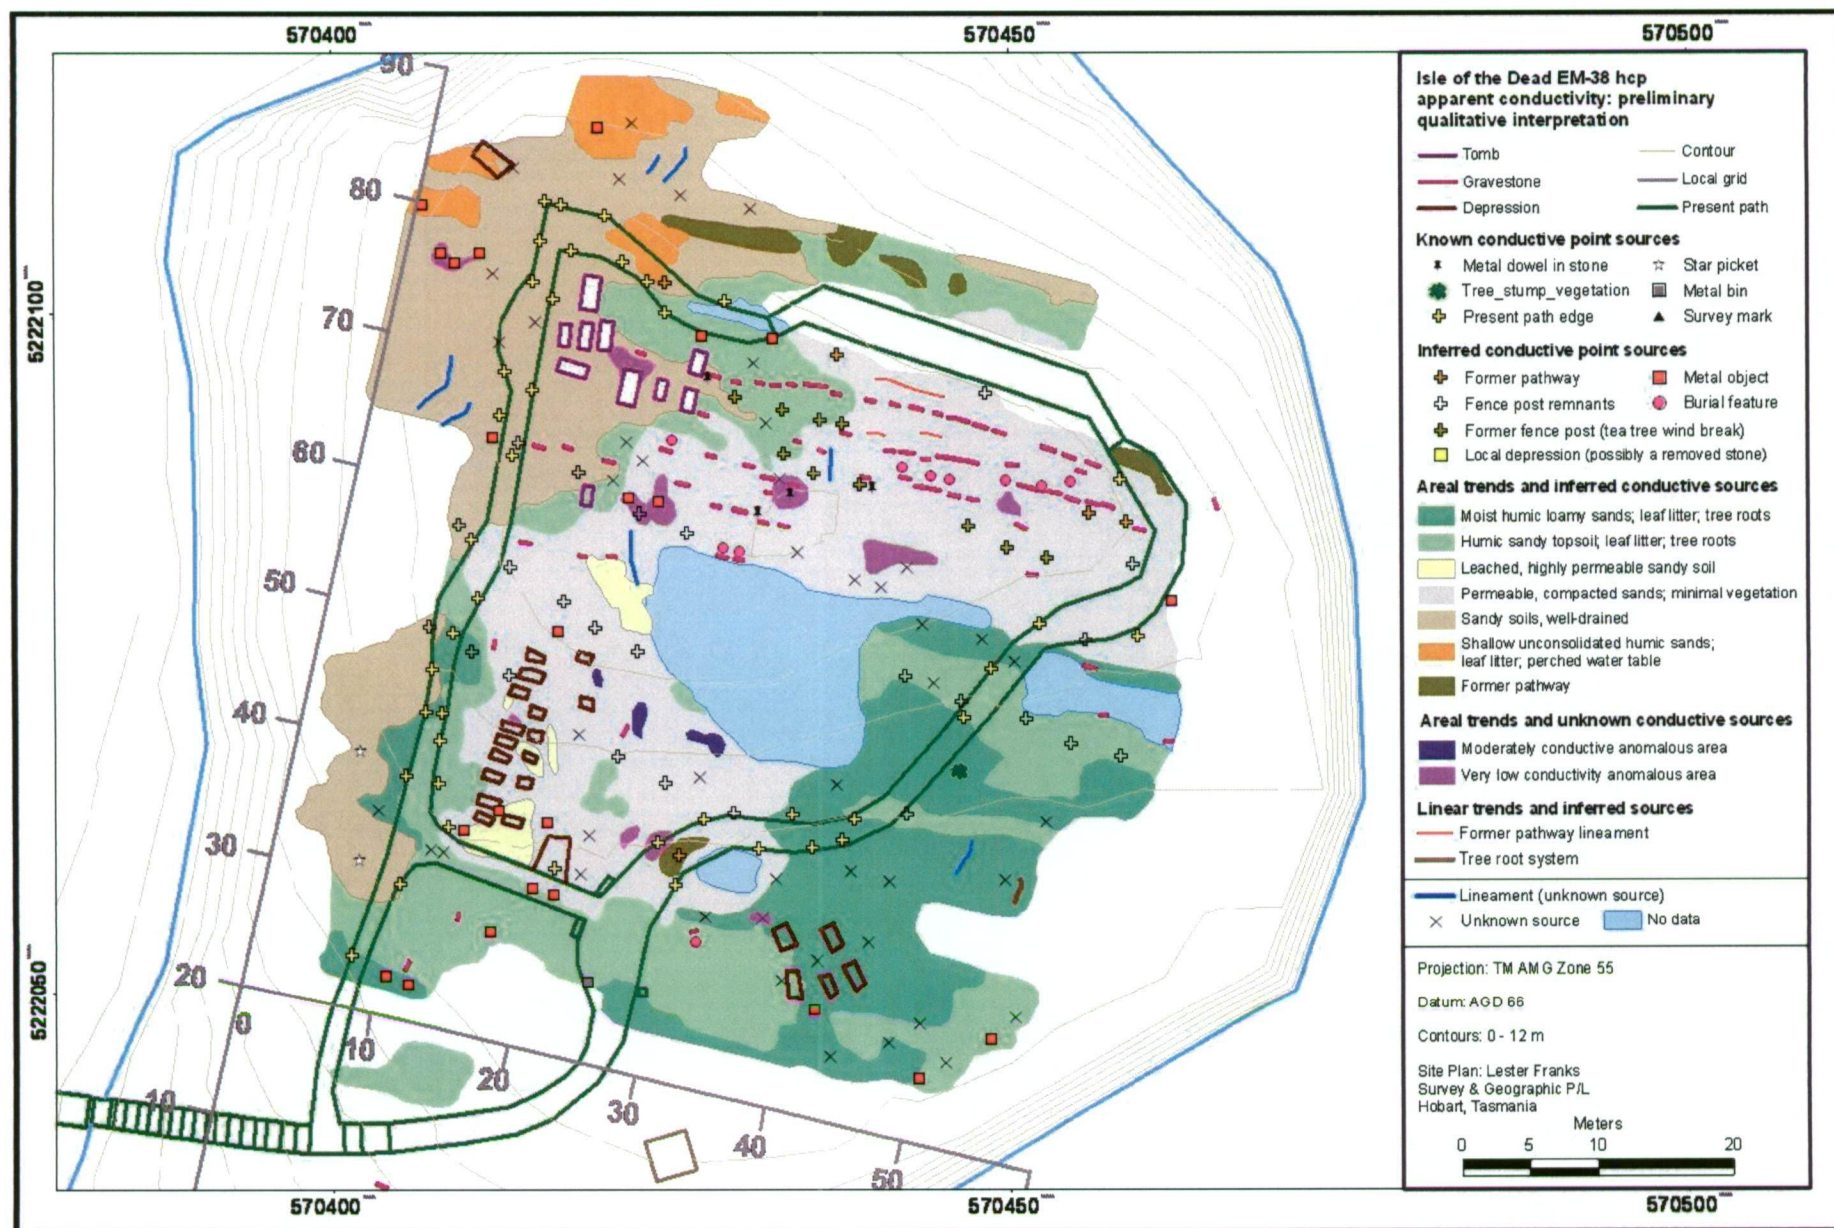 570400
570450
570500
5222100
5222050
90
80
70
60
50
40
30
20
10
0
10
20
30
40
50
Isle of the Dead EM-38 hcp
apparent conductivity: preliminary
qualitative interpretation
Tomb
Contour
Gravestone
Local grid
Depression
Present path
Known conductive point sources
Metal dowel in stone
Star picket
Tree_stump_vegetation
Metal bin
Present path edge
Survey mark
Inferred conductive point sources
Former pathway
Metal object
Fence post remnants
Burial feature
Former fence post (tea tree wind break)
Local depression (possibly a removed stone)
Areal trends and inferred conductive sources
Moist humic loamy sands; leaf litter; tree roots
Humic sandy topsoil; leaf litter; tree roots
Leached, highly permeable sandy soil
Permeable, compacted sands; minimal vegetation
Sandy soils, well-drained
Shallow unconsolidated humic sands;
leaf litter; perched water table
Former pathway
Areal trends and unknown conductive sources
Moderately conductive anomalous area
Very low conductivity anomalous area
Linear trends and inferred sources
Former pathway lineament
Tree root system
Lineament (unknown source)
Unknown source
No data
Projection: TM AMG Zone 55
Datum: AGD 66
Contours: 0 - 12 m
Site Plan: Lester Franks
Survey & Geographic P/L
Hobart, Tasmania
Meters
0 5 10 20
570400
570450
570500